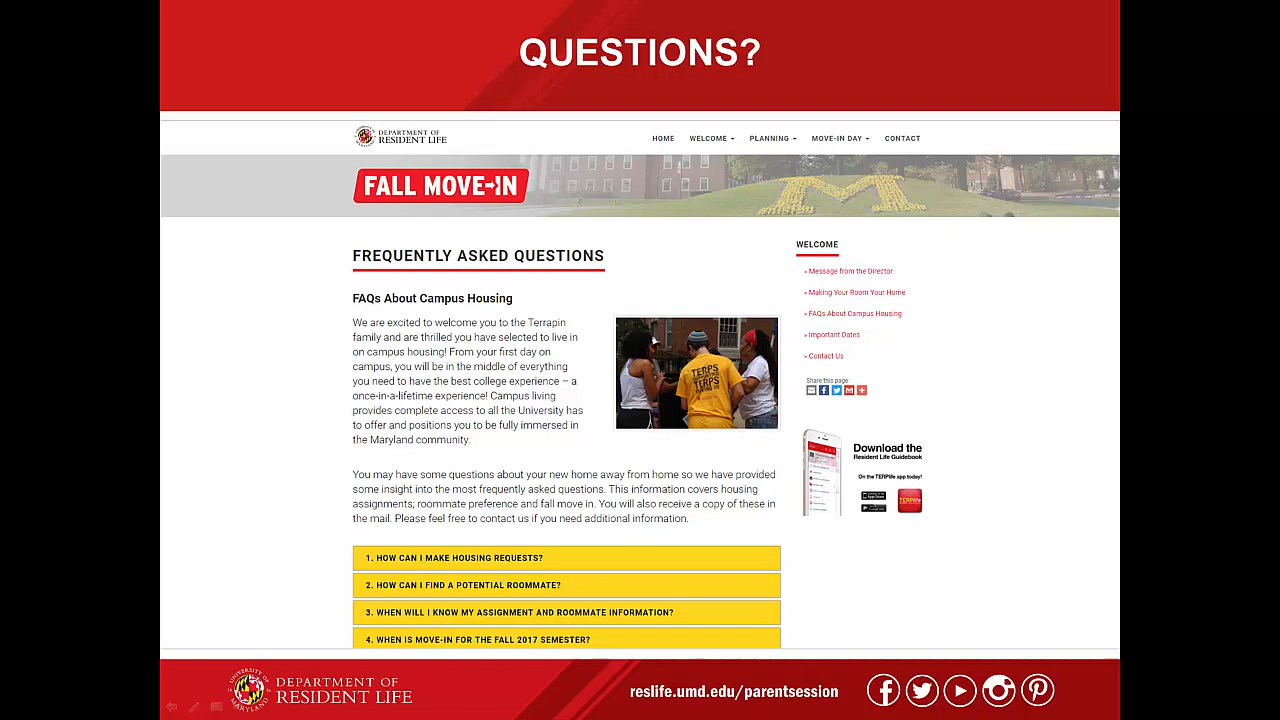 QUESTIONS?
DEPARTMENT OF
RESIDENT LIFE
HOME WELCOME PLANNING MOVE-IN DAY CONTACT
FALL MOVE-IN
M
FREQUENTLY ASKED QUESTIONS
FAQs About Campus Housing
We are excited to welcome you to the Terrapin
family and are thrilled you have selected to live in
on campus housing! From your first day on
campus, you will be in the middle of everything
you need to have the best college experience – a
once-in-a-lifetime experience! Campus living
provides complete access to all the University has
to offer and positions you to be fully immersed in
the Maryland community.
TERPS
TERPS
You may have some questions about your new home away from home so we have provided
some insight into the most frequently asked questions. This information covers housing
assignments; roommate preference and fall move in. You will also receive a copy of these in
the mail. Please feel free to contact us if you need additional information.
1. HOW CAN I MAKE HOUSING REQUESTS?
2. HOW CAN I FIND A POTENTIAL ROOMMATE?
3. WHEN WILL I KNOW MY ASSIGNMENT AND ROOMMATE INFORMATION?
4. WHEN IS MOVE-IN FOR THE FALL 2017 SEMESTER?
WELCOME
» Message from the Director
» Making Your Room Your Home
» FAQs About Campus Housing
» Important Dates
» Contact Us
Share this page:
Download the
Resident Life Guidebook
On the TERPlife app today!
TERPlife
UNIVERSITY OF
MARYLAND
DEPARTMENT OF
RESIDENT LIFE
reslife.umd.edu/parentsession